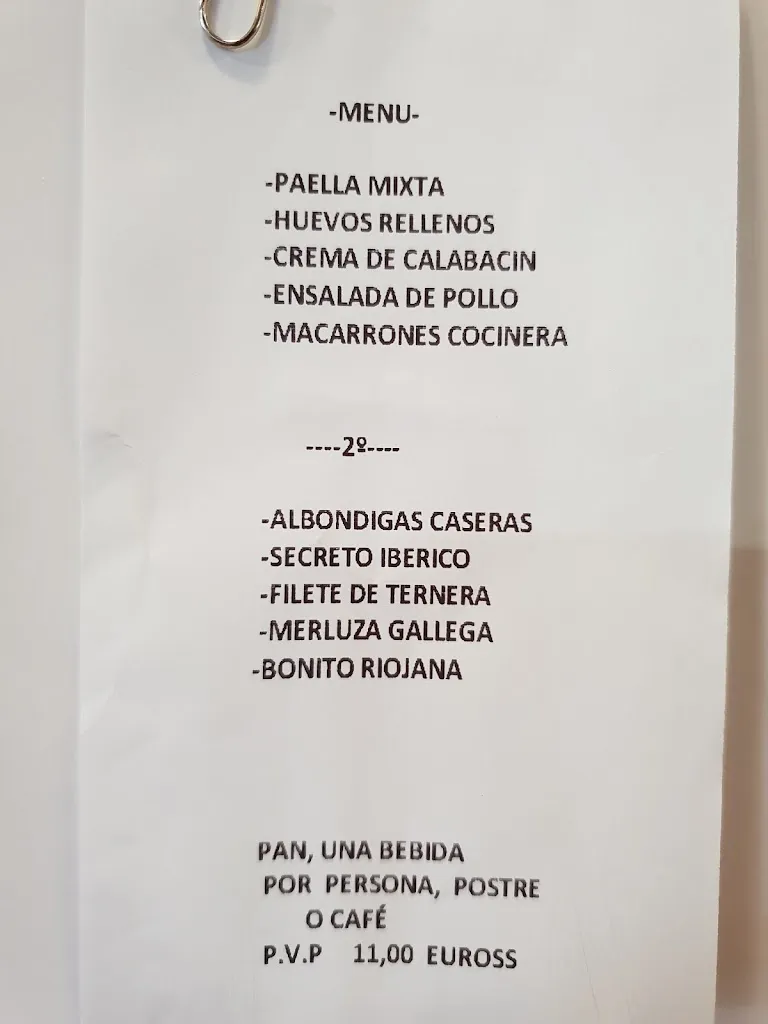 -MENU-
-PAELLA MIXTA
-HUEVOS RELLENOS
-CREMA DE CALABACIN
-ENSALADA DE POLLO
-MACARRONES COCINERA
----2º----
-ALBONDIGAS CASERAS
-SECRETO IBERICO
-FILETE DE TERNERA
-MERLUZA GALLEGA
-BONITO RIOJANA
PAN, UNA BEBIDA
POR PERSONA, POSTRE
O CAFÉ
P.V.P 11,00 EUROSS